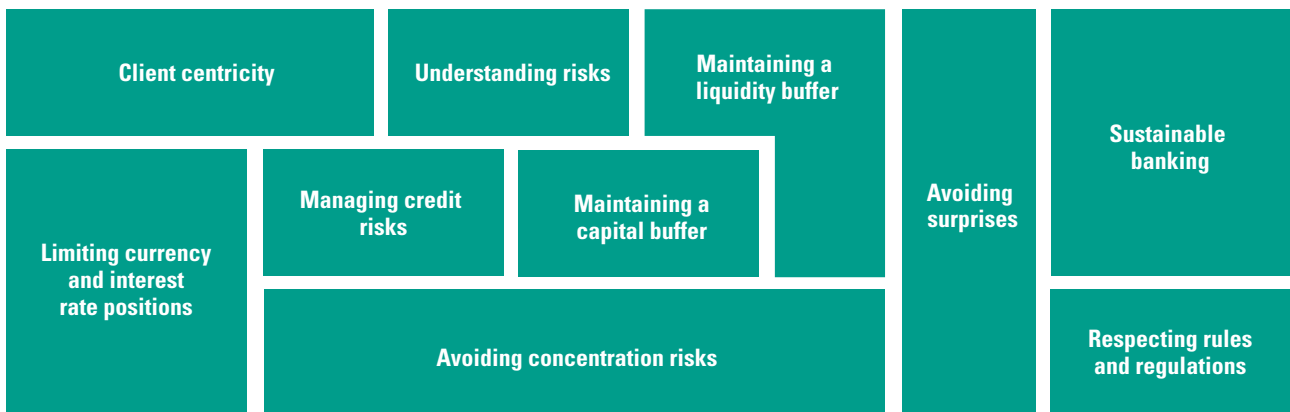 Client centricity
Understanding risks
Maintaining a
liquidity buffer
Avoiding
surprises
Sustainable
banking
Limiting currency
and interest
rate positions
Managing credit
risks
Maintaining a
capital buffer
Avoiding concentration risks
Respecting rules
and regulations